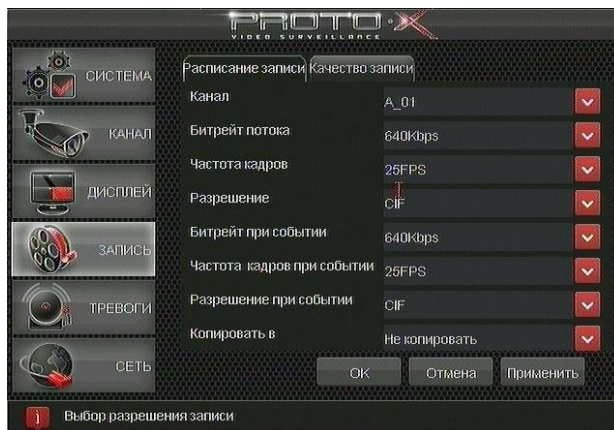 PROTO-X
VIDEO SURVEILLANCE
СИСТЕМА
КАНАЛ
ДИСПЛЕЙ
ЗАПИСЬ
ТРЕВОГИ
СЕТЬ
Расписание записи Качество записи
Канал A_01
Битрейт потока 640Kbps
Частота кадров 25FPS
Разрешение CIF
Битрейт при событии 640Kbps
Частота кадров при событии 25FPS
Разрешение при событии CIF
Копировать в Не копировать
OK Отмена Применить
Выбор разрешения записи